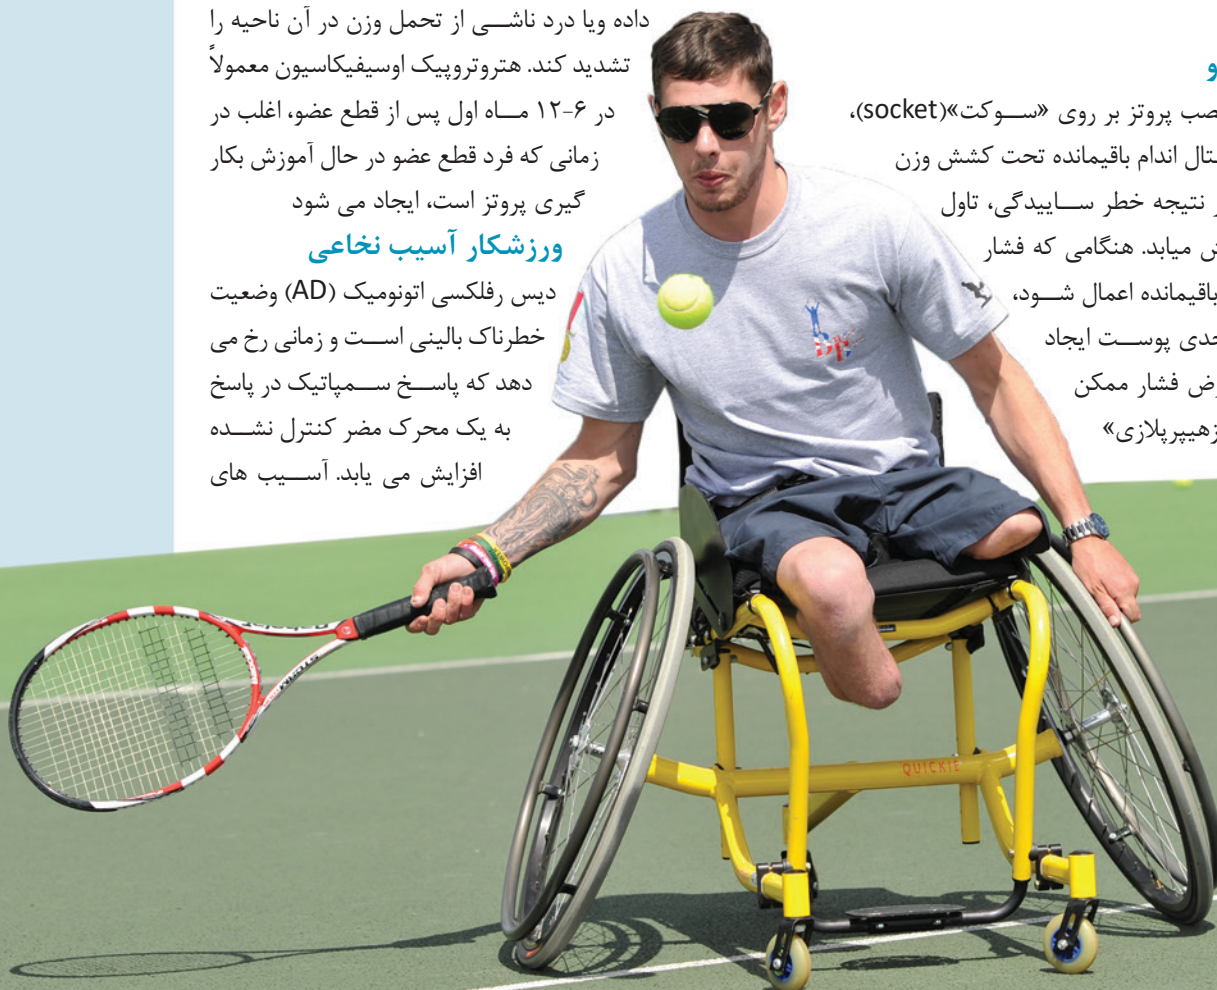 و
پروتز بر روی «سوکت»(socket)،
اندام باقیمانده تحت کشش وزن
نتیجه خطر ساییدگی، تاول
میابد. هنگامی که فشار
باقیمانده اعمال شود،
پوست ایجاد
فشار ممکن
داده ویا درد ناشی از تحمل وزن در آن ناحیه را
تشدید کند. هتروتروپیک اوسیفیکاسیون معمولاً
در ۶-۱۲ ماه اول پس از قطع عضو، اغلب در
زمانی که فرد قطع عضو در حال آموزش بکار
گیری پروتز است، ایجاد می شود
ورزشکار آسیب نخاعی
دیس رفلکسی اتونومیک (AD) وضعیت
خطرناک بالینی است و زمانی رخ می
دهد که پاسخ سمپاتیک در پاسخ
به یک محرک مضر کنترل نشده
افزایش می یابد. آسیب های
QUICKIE